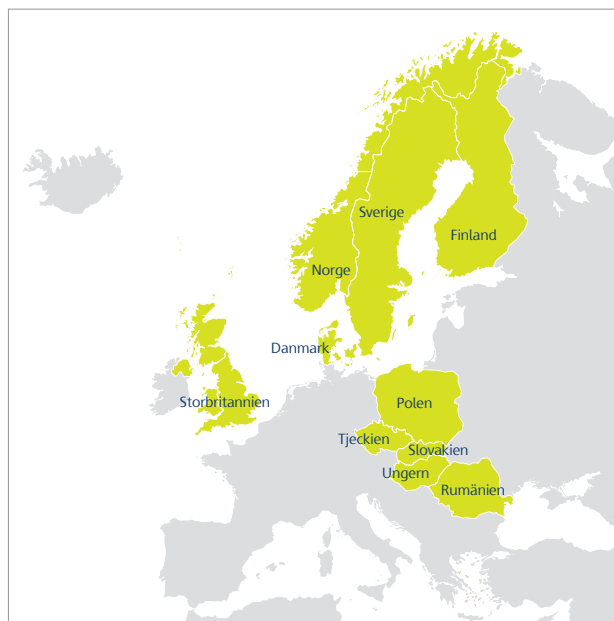 Sverige
Finland
Norge
Danmark
Storbritannien
Polen
Tjeckien
Slovakien
Ungern
Rumänien